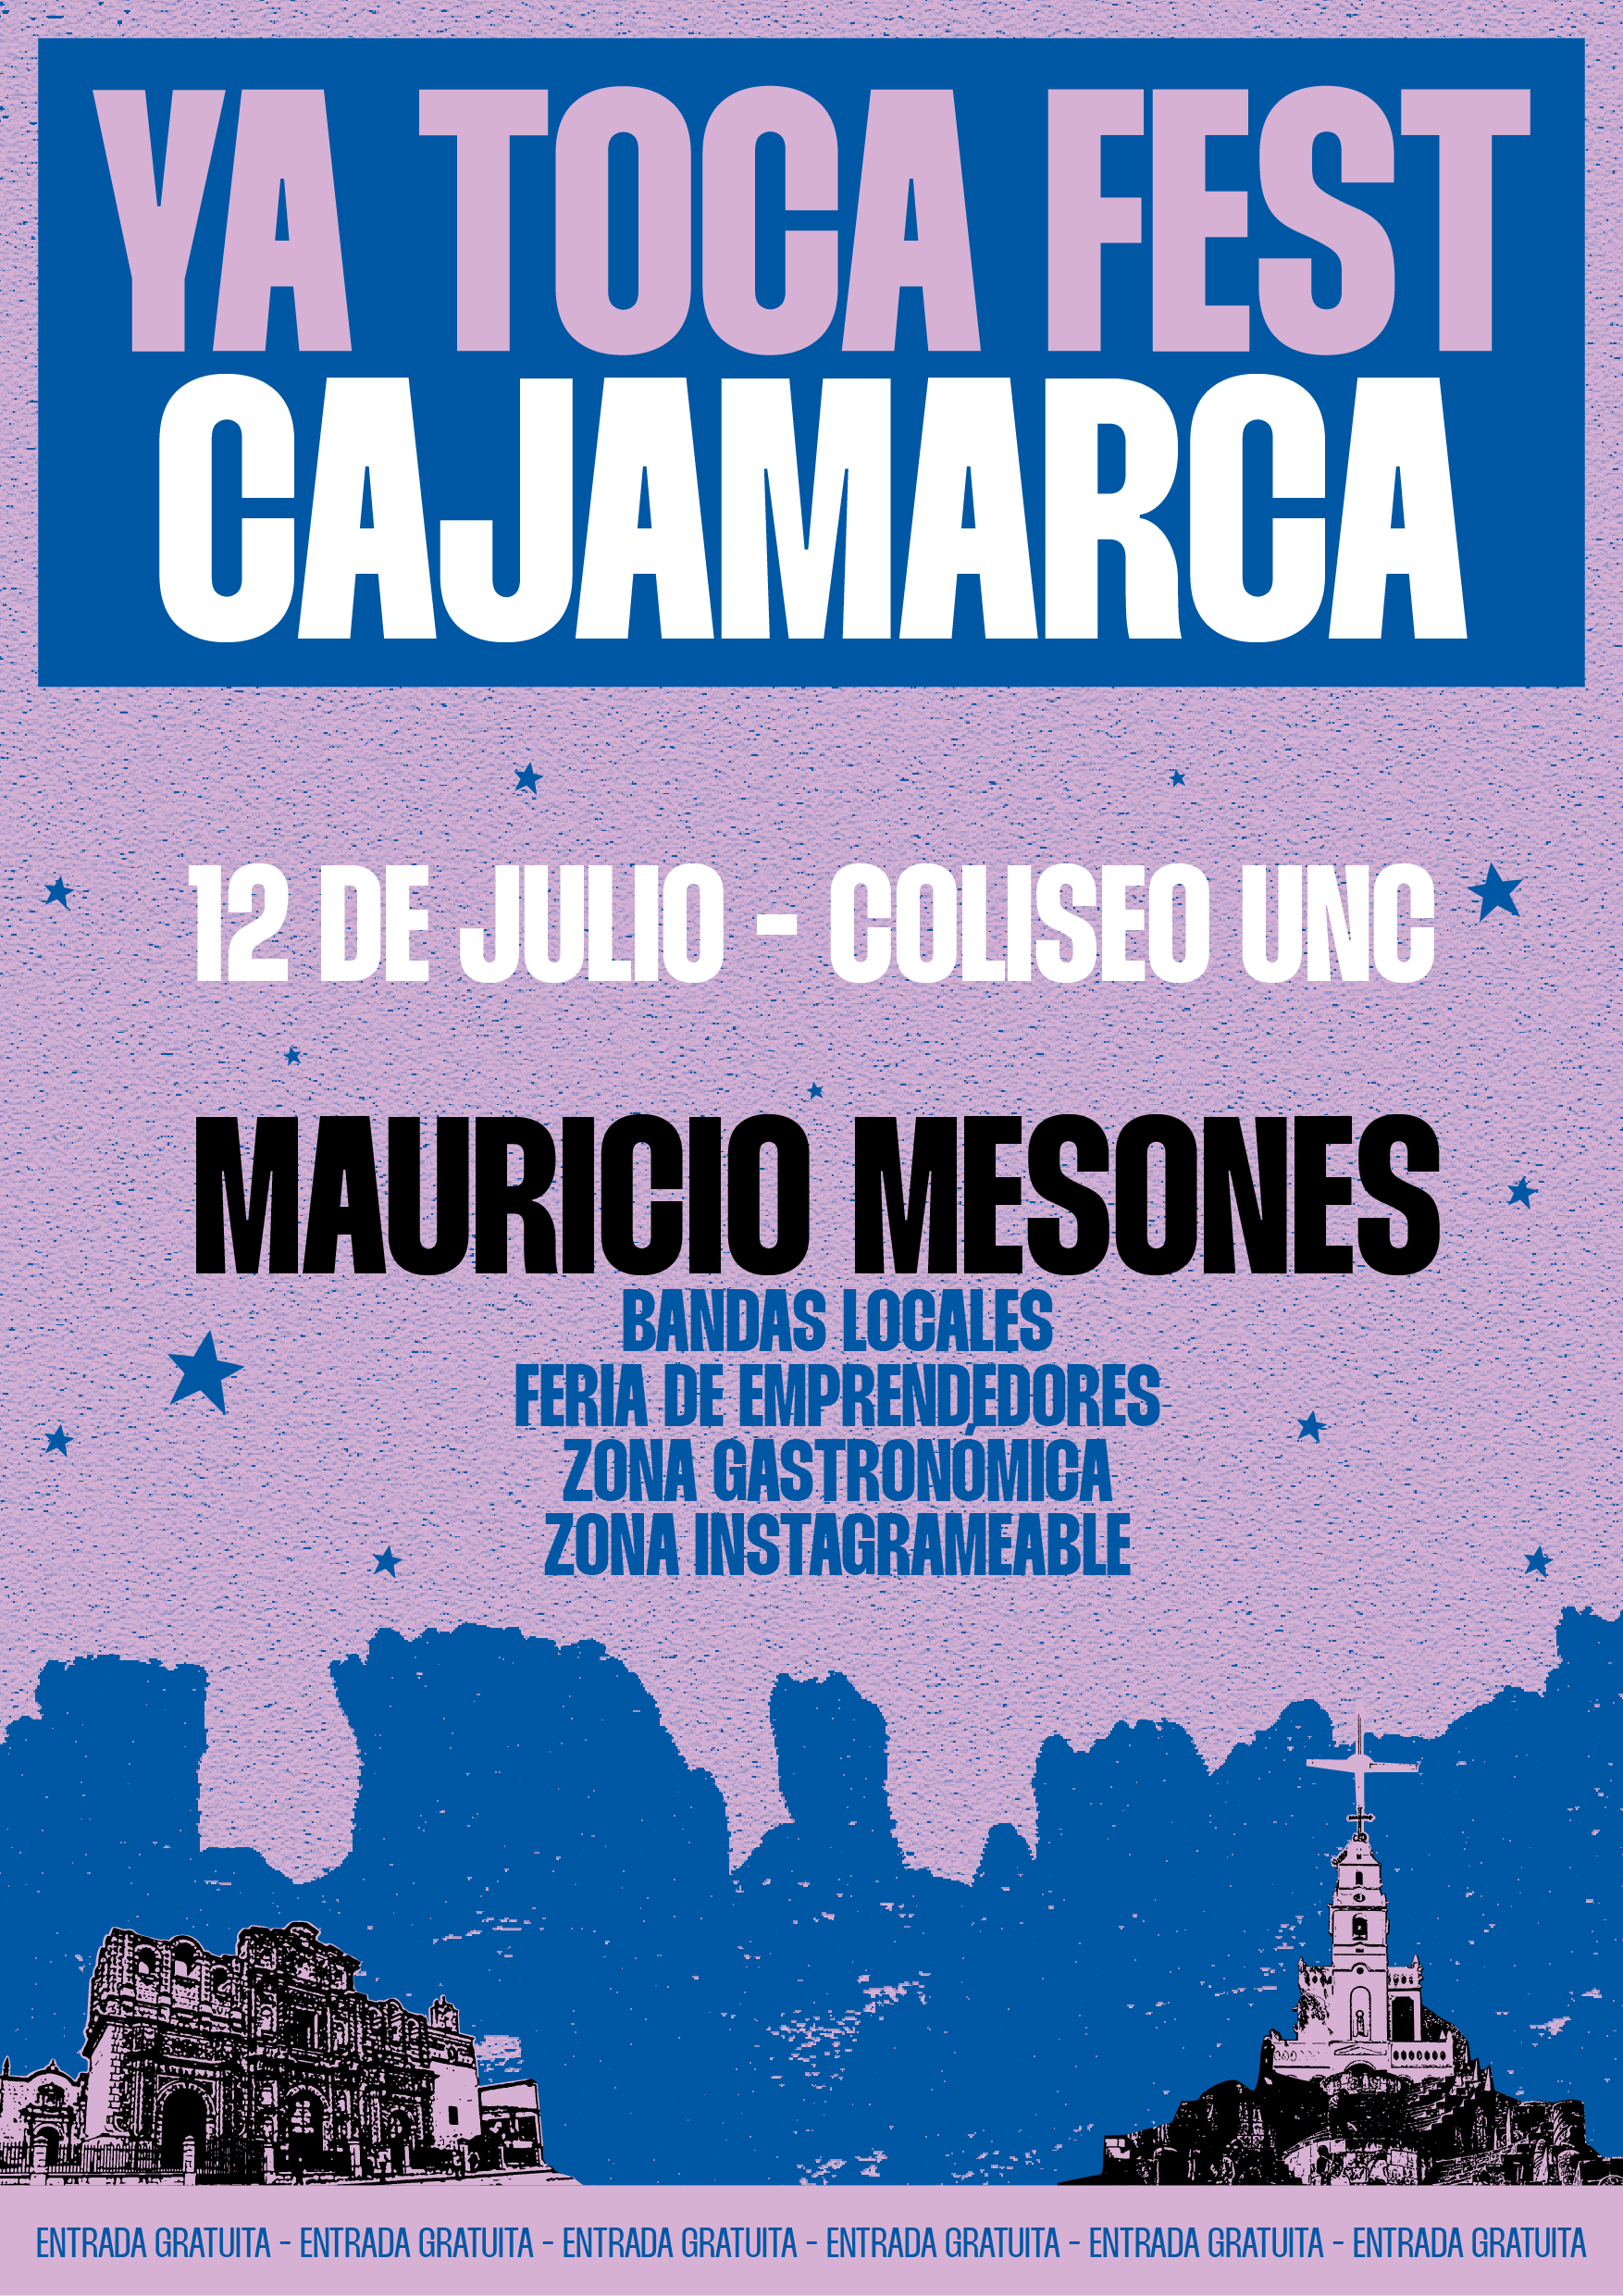 YA TOCA FEST
CAJAMARCA
12 DE JULIO - COLISEO UNC
MAURICIO MESONES
BANDAS LOCALES
FERIA DE EMPRENDEDORES
ZONA GASTRONÓMICA
ZONA INSTAGRAMEABLE
ENTRADA GRATUITA - ENTRADA GRATUITA - ENTRADA GRATUITA - ENTRADA GRATUITA - ENTRADA GRATUITA - ENTRADA GRATUITA